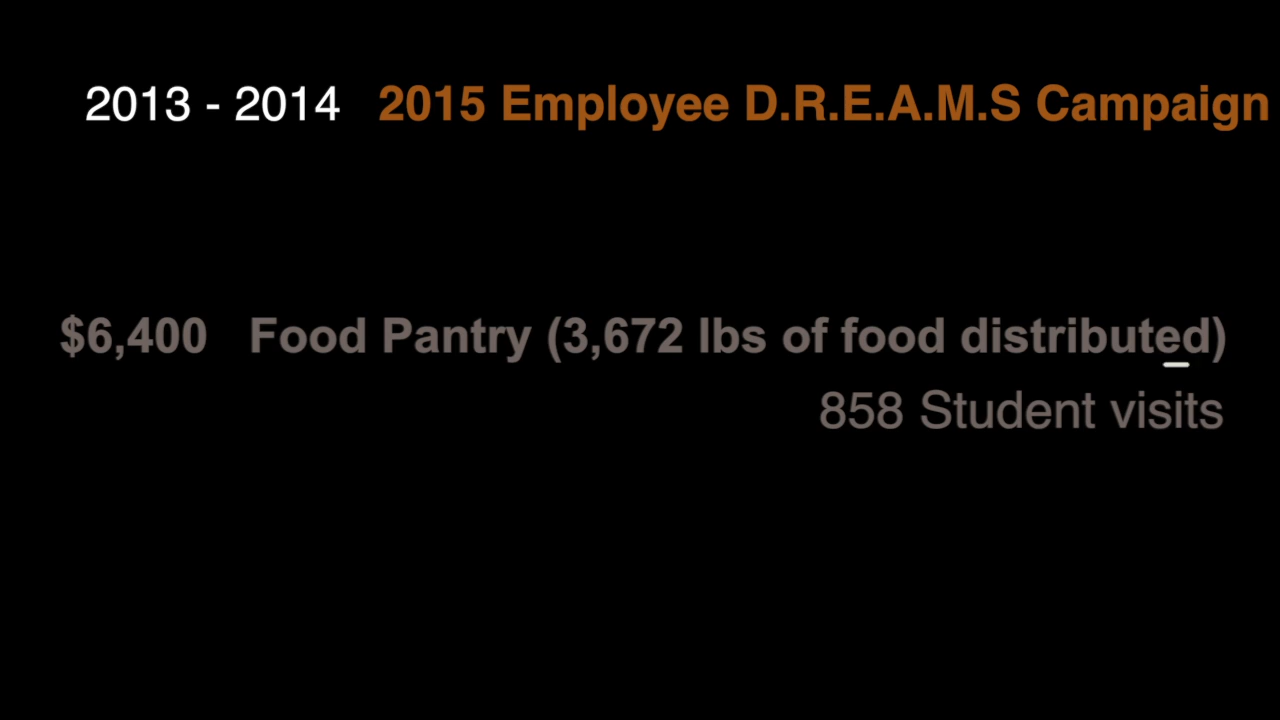 2013 - 2014 2015 Employee D.R.E.A.M.S Campaign
$6,400 Food Pantry (3,672 lbs of food distributed)
858 Student visits